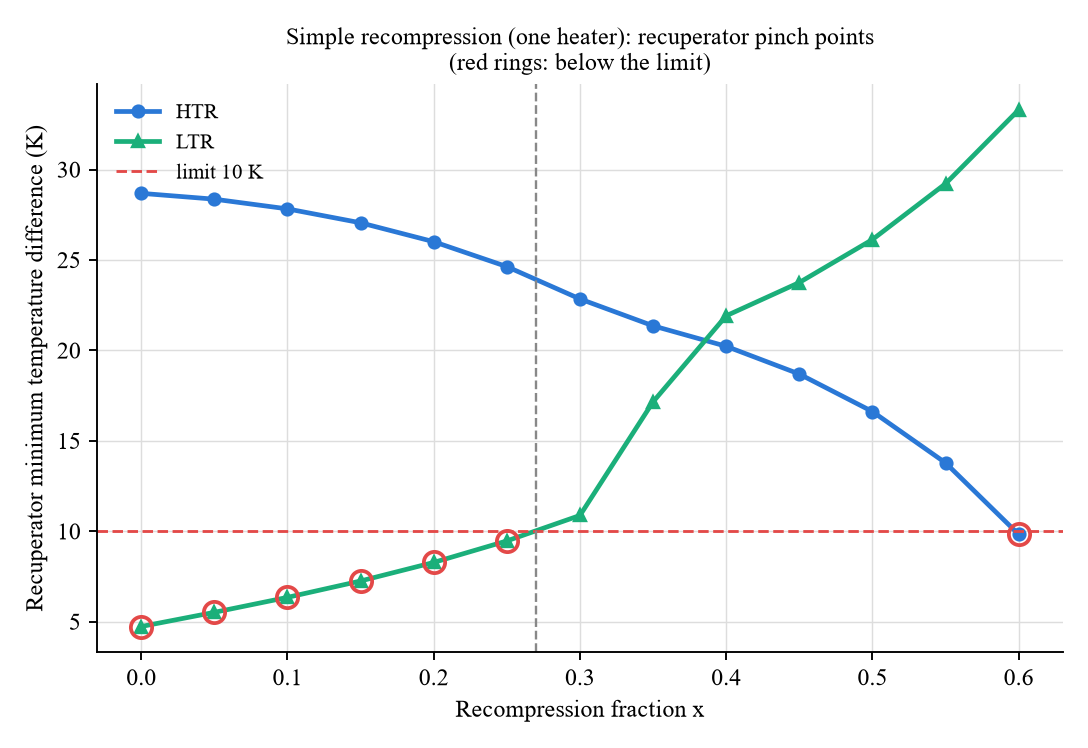 Simple recompression (one heater): recuperator pinch points
(red rings: below the limit)
HTR
LTR
limit 10 K
Recuperator minimum temperature difference (K)
30
25
20
15
10
5
0.0 0.1 0.2 0.3 0.4 0.5 0.6
Recompression fraction x